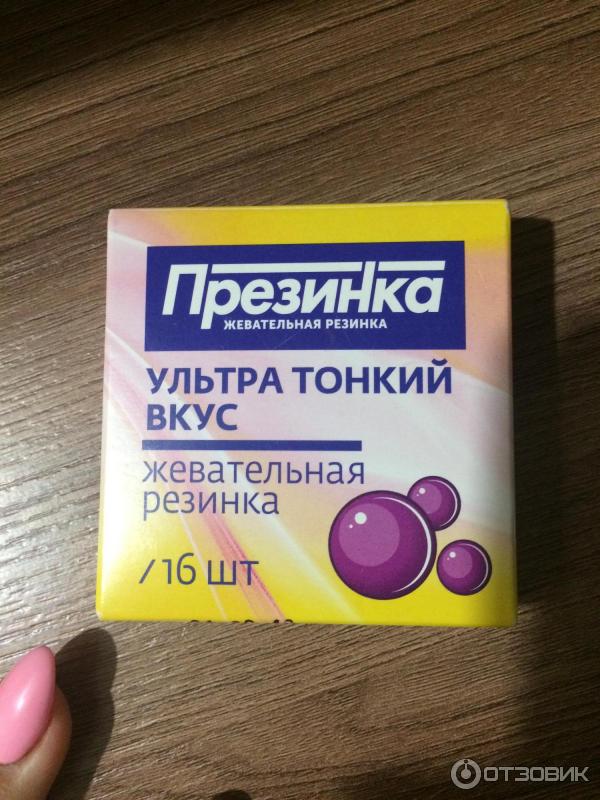 Презинка
ЖЕВАТЕЛЬНАЯ РЕЗИНКА
УЛЬТРА ТОНКИЙ
ВКУС
жевательная
резинка
/ 16 шт
ОТЗОВИК